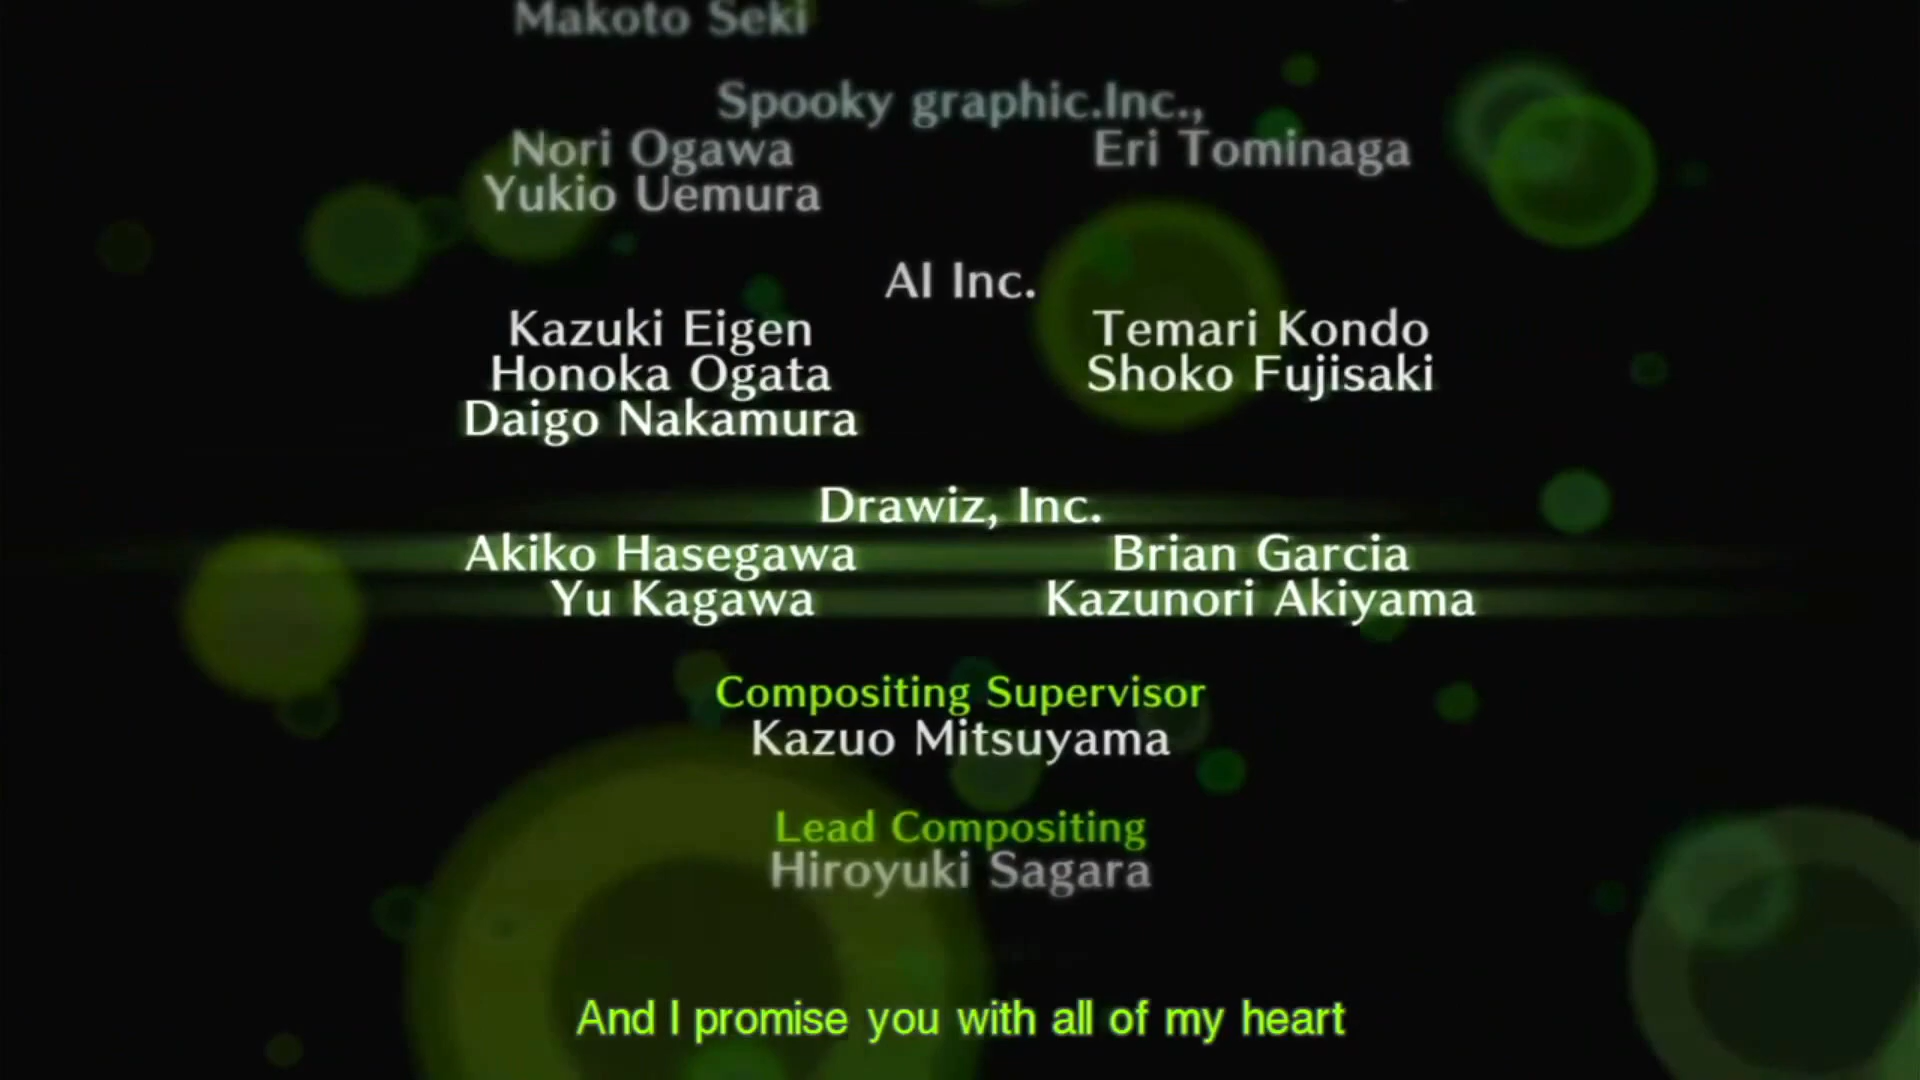 Makoto Seki
Spooky graphic.Inc.,
Nori Ogawa Eri Tominaga
Yukio Uemura
AI Inc.
Kazuki Eigen Temari Kondo
Honoka Ogata Shoko Fujisaki
Daigo Nakamura
Drawiz, Inc.
Akiko Hasegawa Brian Garcia
Yu Kagawa Kazunori Akiyama
Compositing Supervisor
Kazuo Mitsuyama
Lead Compositing
Hiroyuki Sagara
And I promise you with all of my heart